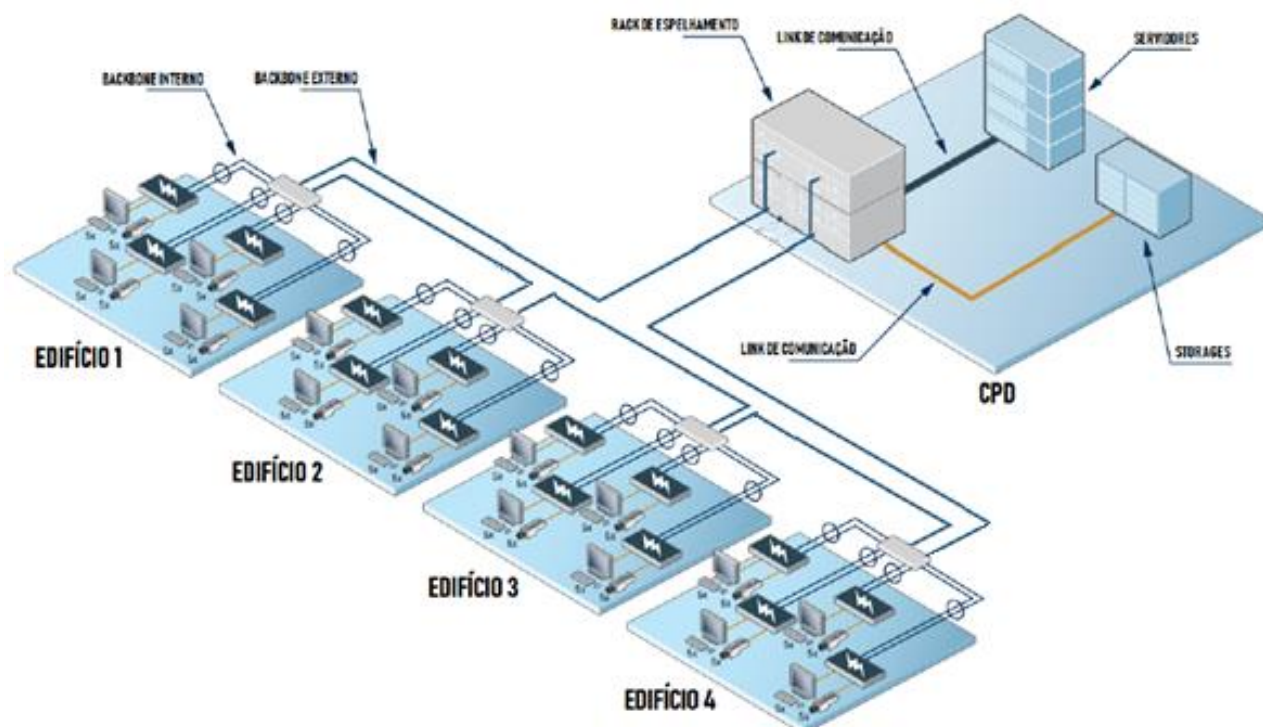 RACK DE ESPELHAMENTO
LINK DE COMUNICAÇÃO
SERVIDORES
BACKBONE INTERNO
BACKBONE EXTERNO
EDIFÍCIO 1
LINK DE COMUNICAÇÃO
STORAGES
CPD
EDIFÍCIO 2
EDIFÍCIO 3
EDIFÍCIO 4